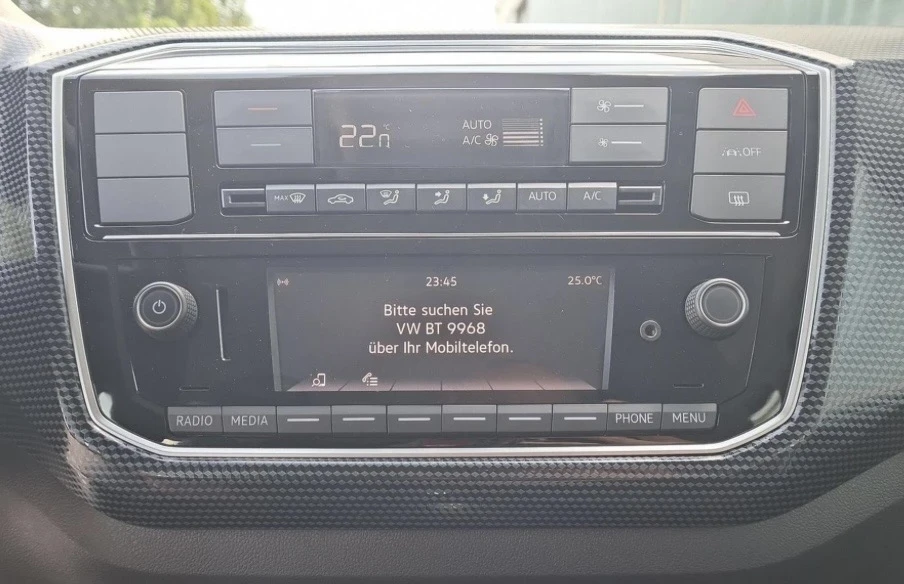 22.0 °C
AUTO
A/C
OFF
MAX
AUTO
A/C
23:45
25.0°C
Bitte suchen Sie
VW BT 9968
über Ihr Mobiltelefon.
RADIO
MEDIA
PHONE
MENU